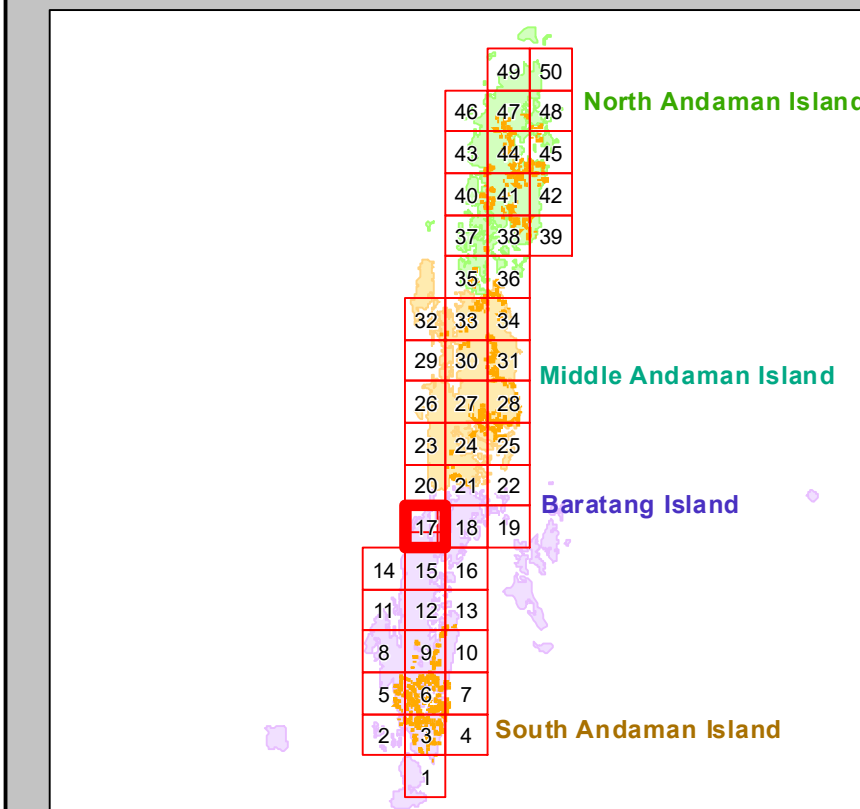 49 50
North Andaman Island
46 47 48
43 44 45
40 41 42
37 38 39
35 36
32 33 34
29 30 31
Middle Andaman Island
26 27 28
23 24 25
20 21 22
Baratang Island
17 18 19
14 15 16
11 12 13
8 9 10
5 6 7
2 3 4
South Andaman Island
1